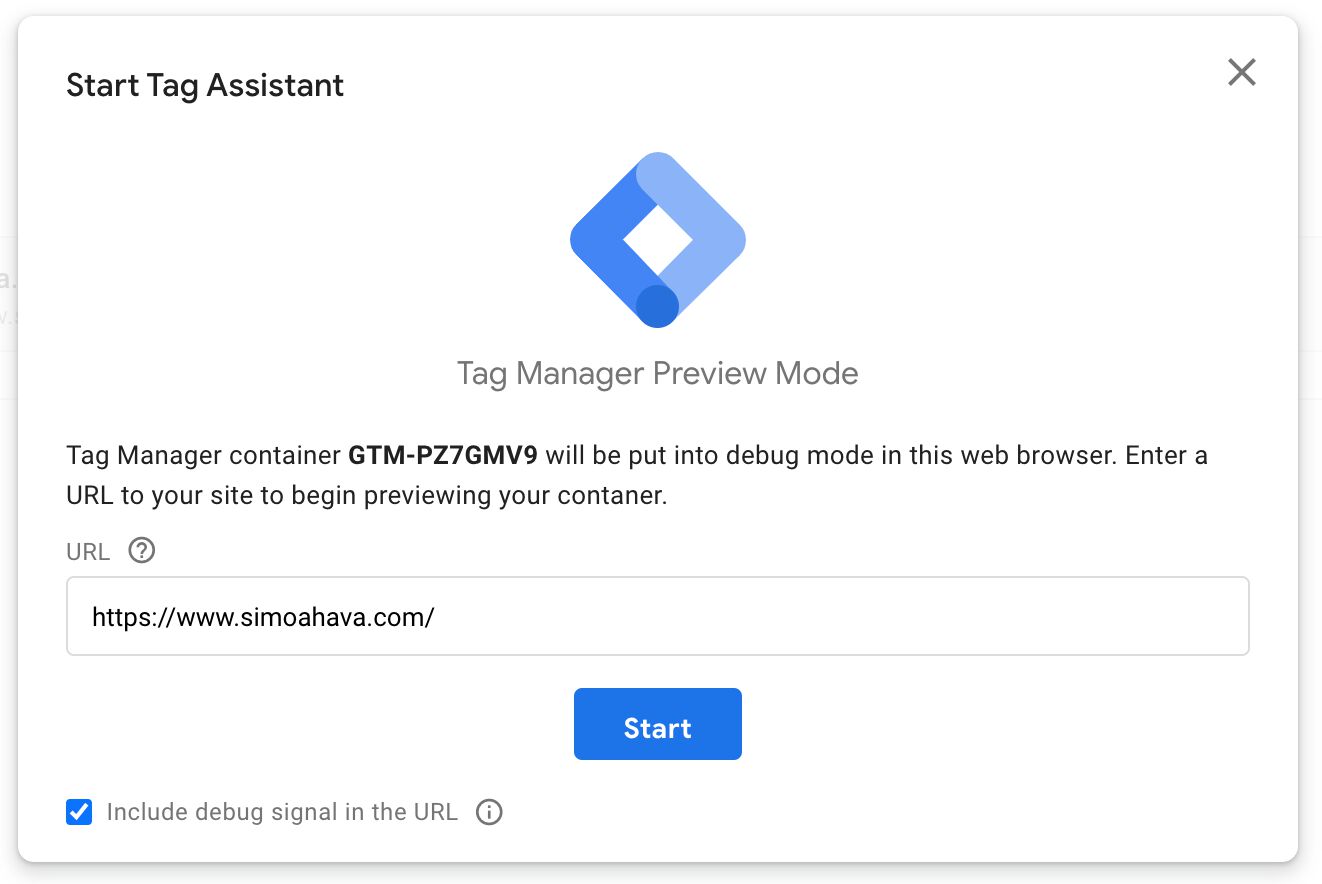 Start Tag Assistant
Tag Manager Preview Mode
Tag Manager container GTM-PZ7GMV9 will be put into debug mode in this web browser. Enter a
URL to your site to begin previewing your contaner.
URL
https://www.simoahava.com/
Start
Include debug signal in the URL